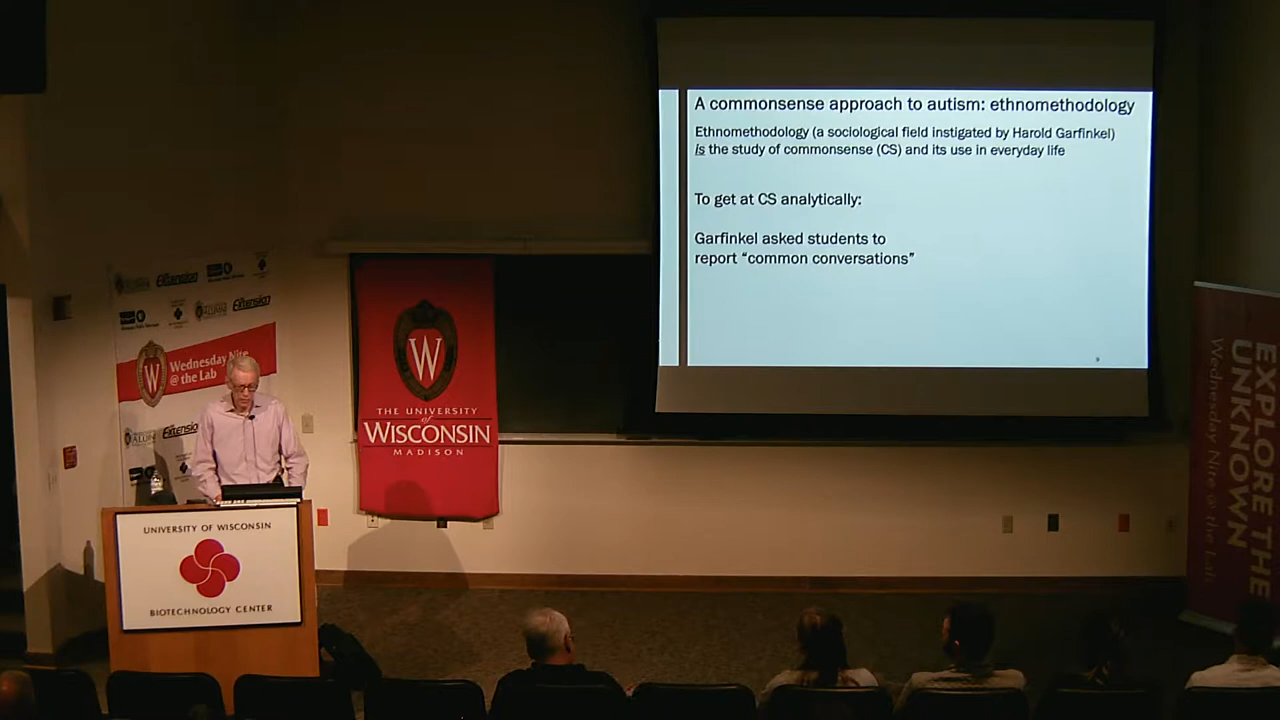 A commonsense approach to autism: ethnomethodology
Ethnomethodology (a sociological field instigated by Harold Garfinkel)
is the study of commonsense (CS) and its use in everyday life
To get at CS analytically:
Garfinkel asked students to
report “common conversations”
Extension
Extension
Wednesday Nite
@ the Lab
W
Extension
W
THE UNIVERSITY
of
WISCONSIN
MADISON
UNIVERSITY OF WISCONSIN
BIOTECHNOLOGY CENTER
EXPLORE THE
UNKNOWN
Wednesday Nite @ the Lab